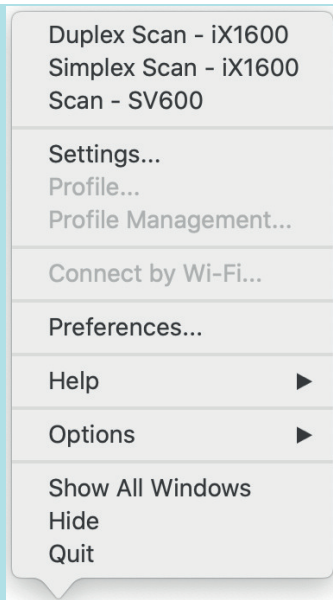 Duplex Scan - iX1600
Simplex Scan - iX1600
Scan - SV600
Settings...
Profile...
Profile Management...
Connect by Wi-Fi...
Preferences...
Help
Options
Show All Windows
Hide
Quit